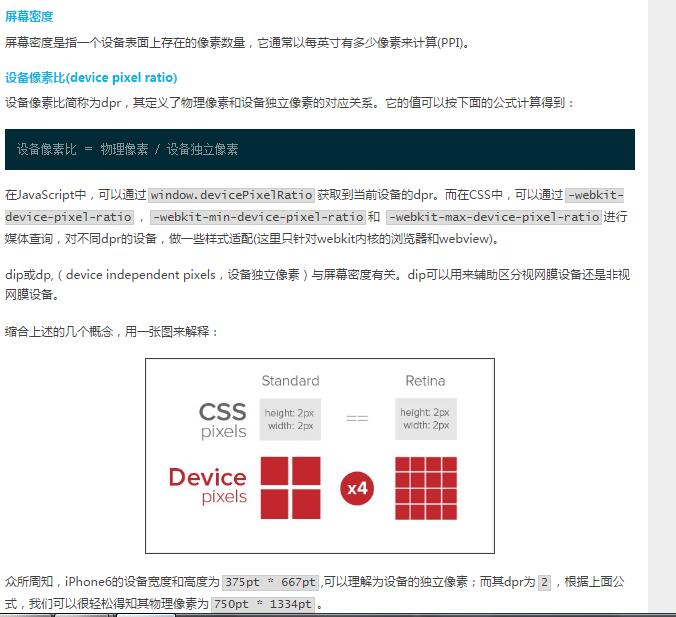 屏幕密度
屏幕密度是指一个设备表面上存在的像素数量，它通常以每英寸有多少像素来计算(PPI)。
设备像素比(device pixel ratio)
设备像素比简称为dpr，其定义了物理像素和设备独立像素的对应关系。它的值可以按下面的公式计算得到：
设备像素比 = 物理像素 / 设备独立像素
在JavaScript中，可以通过 window.devicePixelRatio 获取到当前设备的dpr。而在CSS中，可以通过 -webkit-
device-pixel-ratio ， -webkit-min-device-pixel-ratio 和 -webkit-max-device-pixel-ratio 进行
媒体查询，对不同dpr的设备，做一些样式适配(这里只针对webkit内核的浏览器和webview)。
dip或dp,（device independent pixels，设备独立像素）与屏幕密度有关。dip可以用来辅助区分视网膜设备还是非视
网膜设备。
缩合上述的几个概念，用一张图来解释：
Standard Retina
CSS
pixels
height: 2px
width: 2px
==
height: 2px
width: 2px
Device
pixels
x4
众所周知，iPhone6的设备宽度和高度为 375pt * 667pt ,可以理解为设备的独立像素；而其dpr为 2 ，根据上面公
式，我们可以很轻松得知其物理像素为 750pt * 1334pt 。